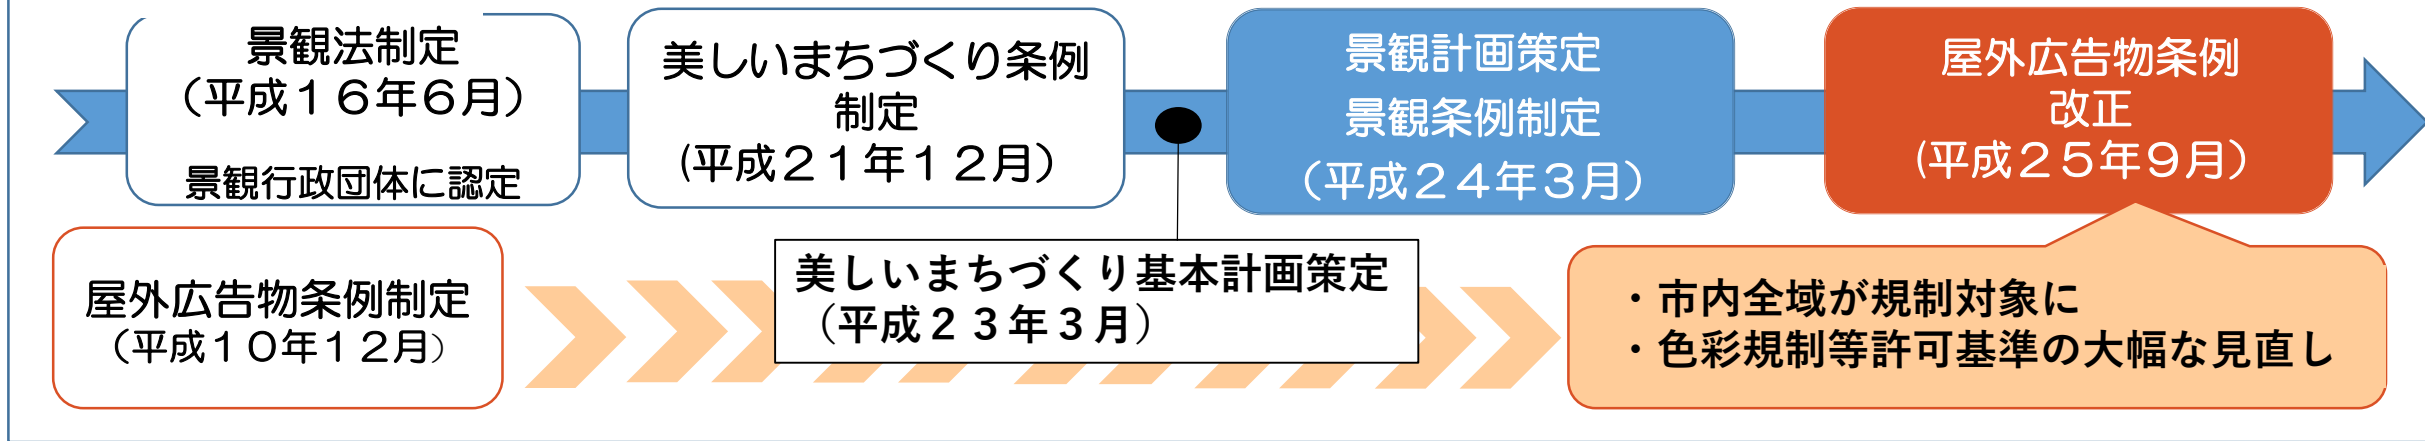 景観法制定
（平成１６年６月）
景観行政団体に認定
美しいまちづくり条例
制定
(平成２１年１２月）
景観計画策定
景観条例制定
（平成２４年３月）
屋外広告物条例
改正
(平成２５年９月）
屋外広告物条例制定
（平成１０年１２月）
美しいまちづくり基本計画策定
（平成２３年３月）
・市内全域が規制対象に
・色彩規制等許可基準の大幅な見直し